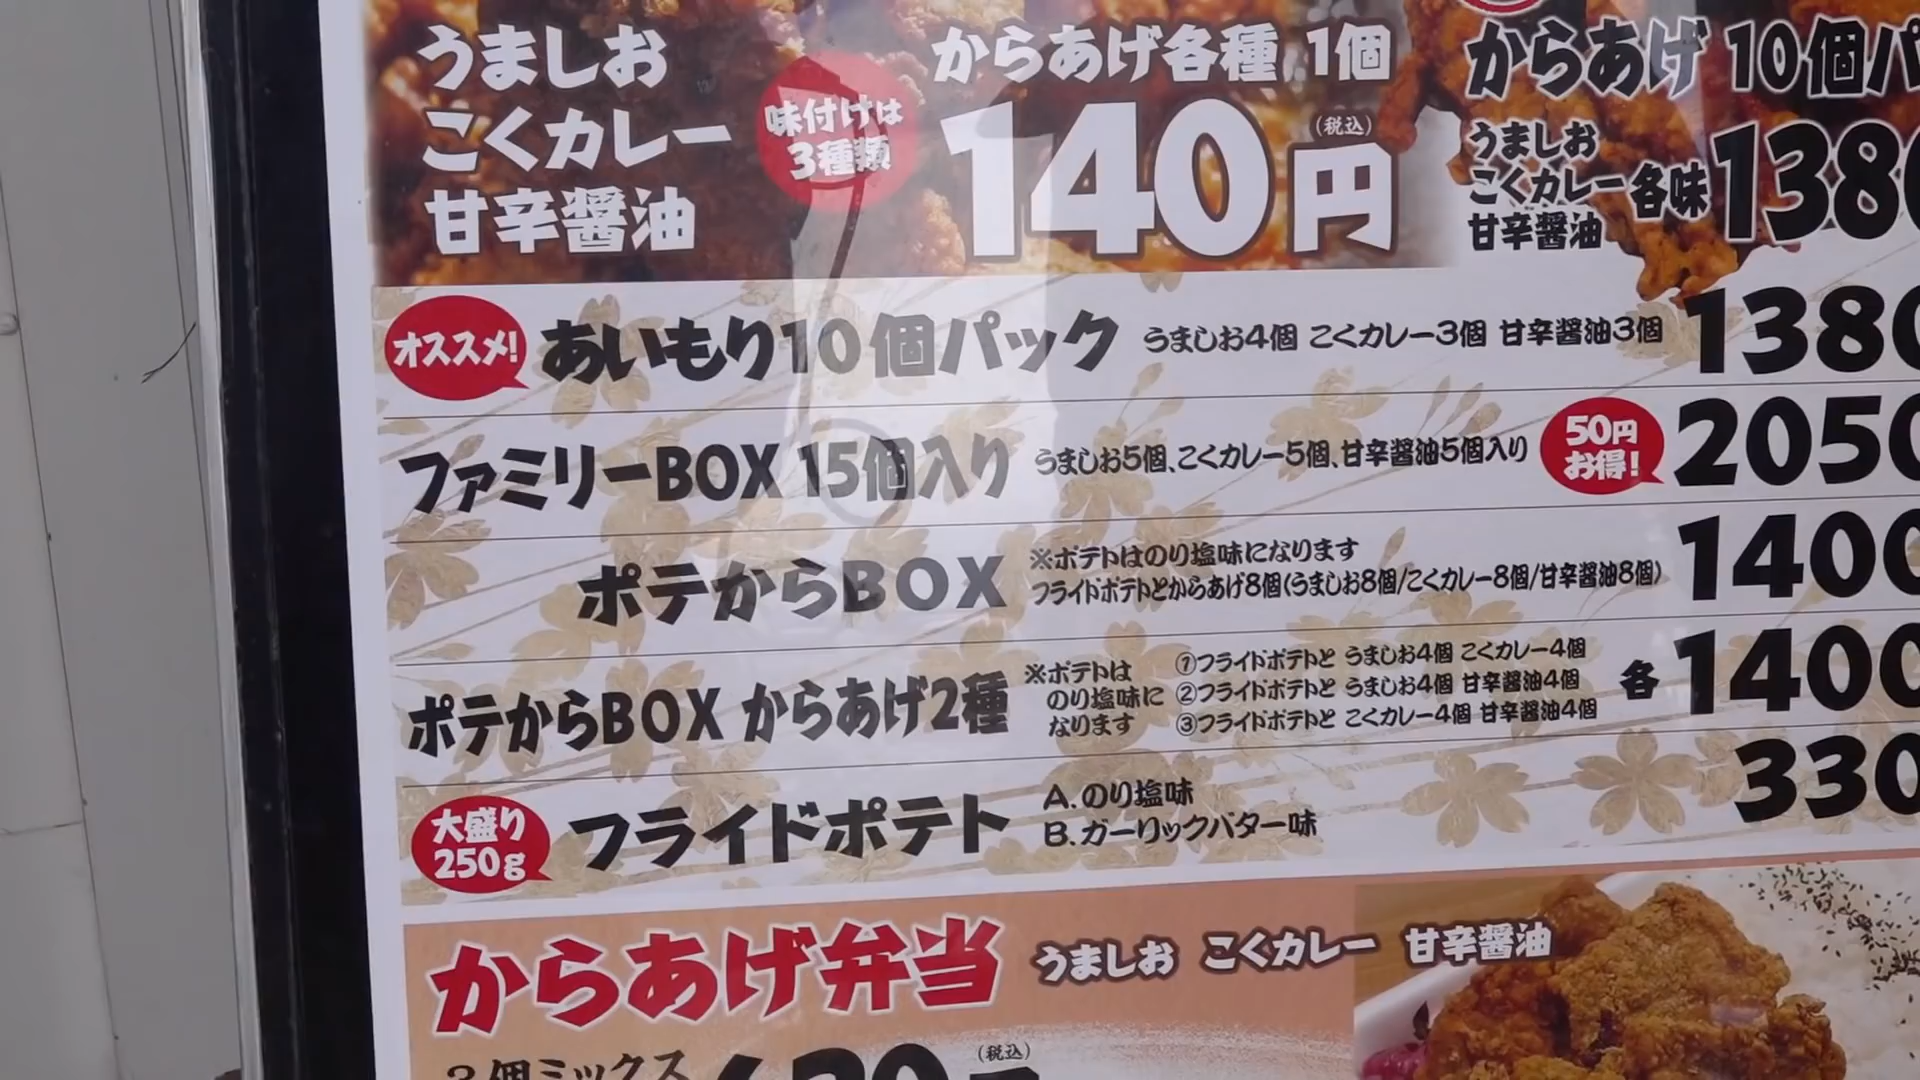 うましお
こくカレー
甘辛醤油
味付けは
3種類
からあげ各種 1個
140円
(税込)
からあげ 10個パ
うましお
こくカレー
甘辛醤油
各味
1380
オススメ!
あいもり10個パック
うましお4個 こくカレー3個 甘辛醤油3個
1380
ファミリーBOX 15個入り
うましお5個、こくカレー5個、甘辛醤油5個入り
50円
お得!
2050
ポテからBOX
※ポテトはのり塩味になります
フライドポテトとからあげ8個(うましお8個/こくカレー8個/甘辛醤油8個)
1400
ポテからBOX からあげ2種
※ポテトは
のり塩味に
なります
①フライドポテトと うましお4個 こくカレー4個
②フライドポテトと うましお4個 甘辛醤油4個
③フライドポテトと こくカレー4個 甘辛醤油4個
各 1400
大盛り
250g
フライドポテト
A.のり塩味
B.ガーリックバター味
330
からあげ弁当
うましお こくカレー 甘辛醤油
3個ミックス
(税込)